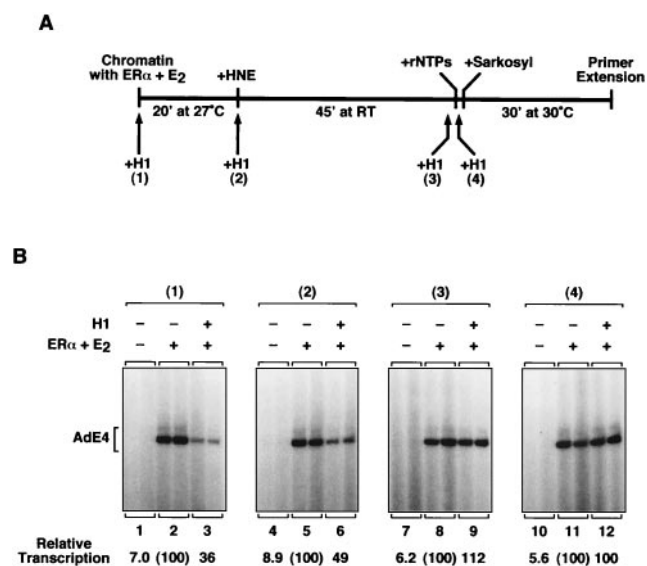 A
Chromatin with ERα + E2
+HNE
+rNTPs
+Sarkosyl
Primer Extension
20' at 27˚C
45' at RT
30' at 30˚C
+H1 (1)
+H1 (2)
+H1 (3)
+H1 (4)
B
(1) (2) (3) (4)
H1 – – + – – + – – + – – +
ERα + E2 – + + – + + – + + – + +
AdE4
1 2 3 4 5 6 7 8 9 10 11 12
Relative Transcription 7.0 (100) 36 8.9 (100) 49 6.2 (100) 112 5.6 (100) 100